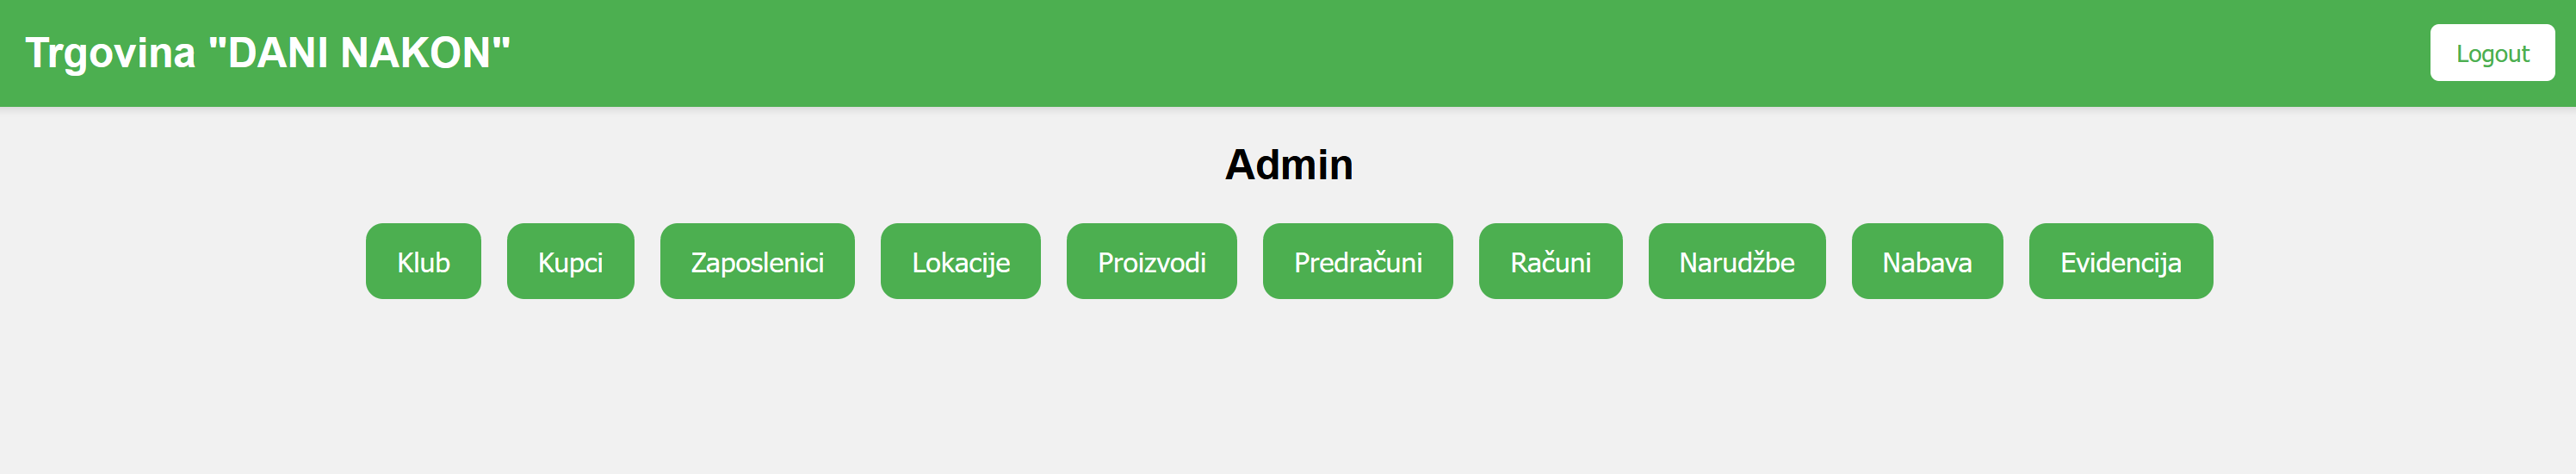 Trgovina "DANI NAKON" Logout
Admin
Klub Kupci Zaposlenici Lokacije Proizvodi Predračuni Računi Narudžbe Nabava Evidencija